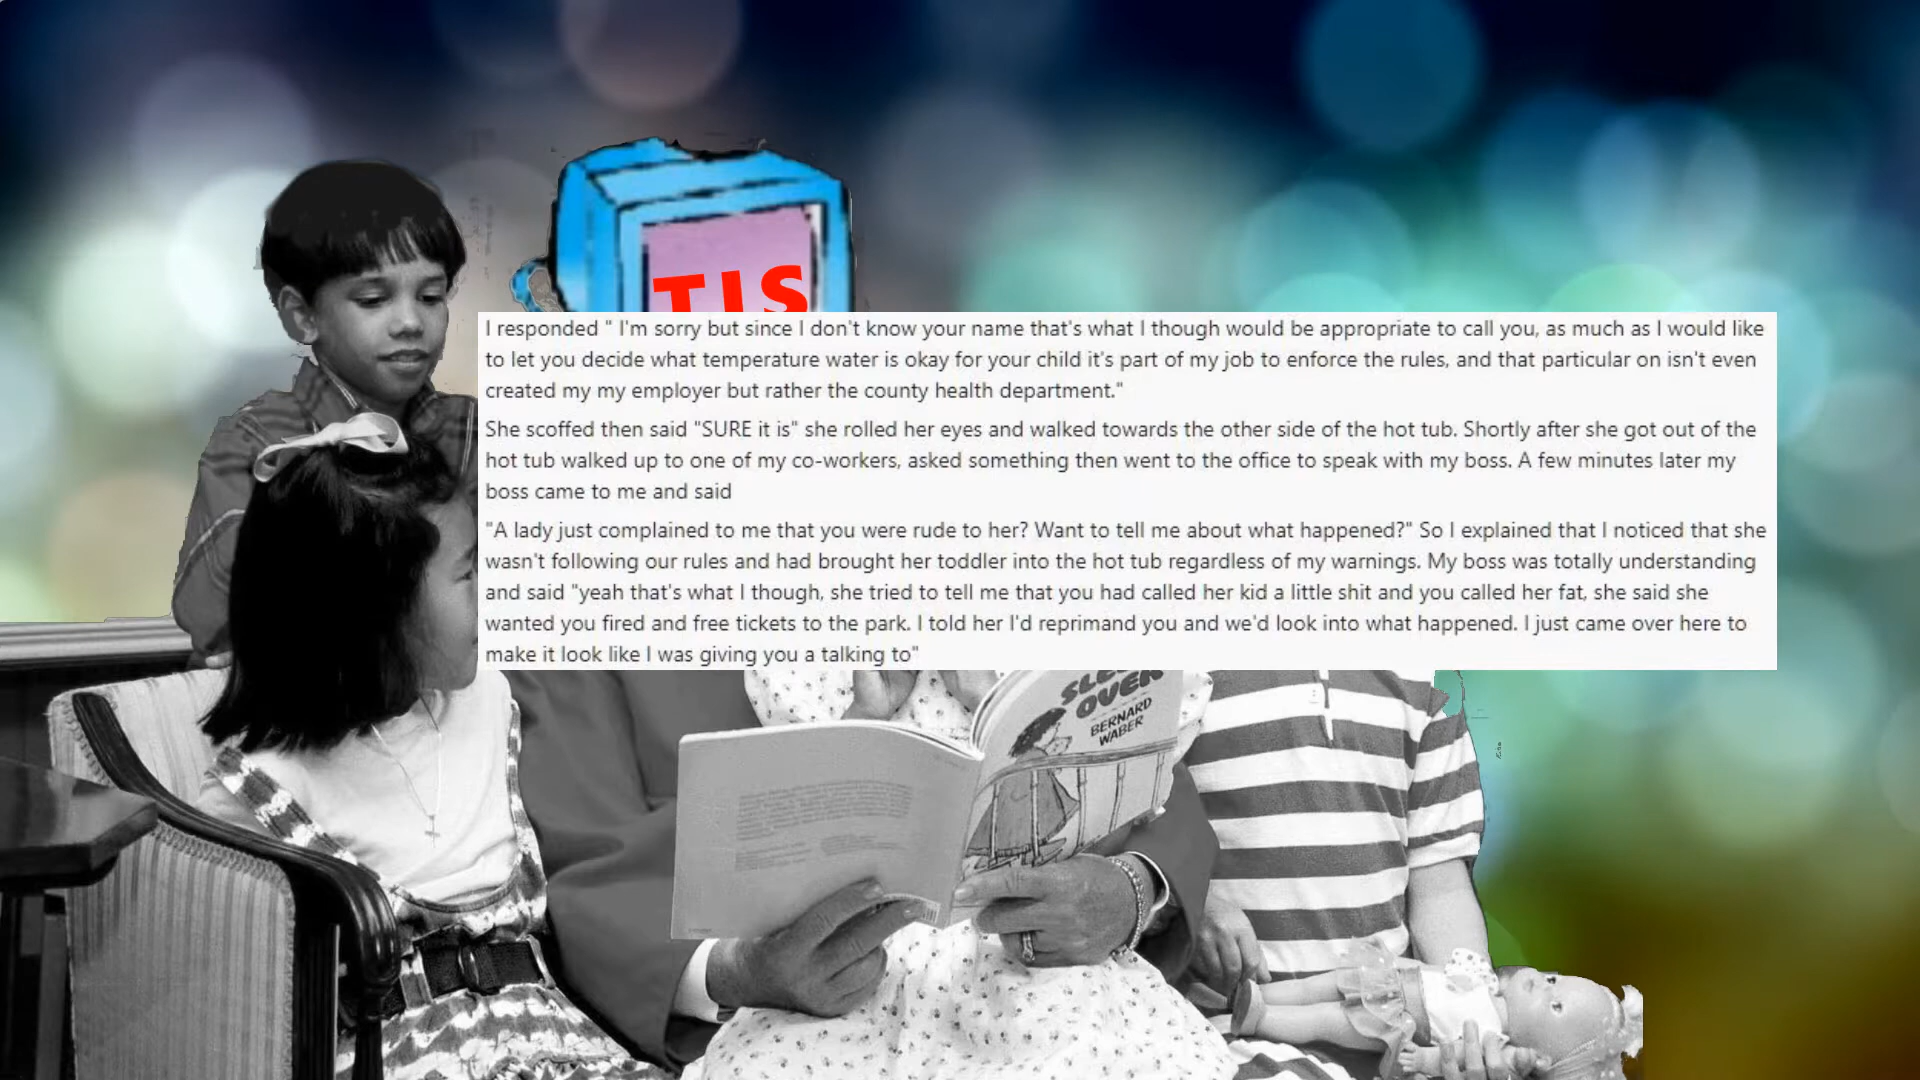 TIS
I responded " I'm sorry but since I don't know your name that's what I though would be appropriate to call you, as much as I would like
to let you decide what temperature water is okay for your child it's part of my job to enforce the rules, and that particular on isn't even
created my my employer but rather the county health department."
She scoffed then said "SURE it is" she rolled her eyes and walked towards the other side of the hot tub. Shortly after she got out of the
hot tub walked up to one of my co-workers, asked something then went to the office to speak with my boss. A few minutes later my
boss came to me and said
"A lady just complained to me that you were rude to her? Want to tell me about what happened?" So I explained that I noticed that she
wasn't following our rules and had brought her toddler into the hot tub regardless of my warnings. My boss was totally understanding
and said "yeah that's what I though, she tried to tell me that you had called her kid a little shit and you called her fat, she said she
wanted you fired and free tickets to the park. I told her I'd reprimand you and we'd look into what happened. I just came over here to
make it look like I was giving you a talking to"
OVER
BERNARD
WABER